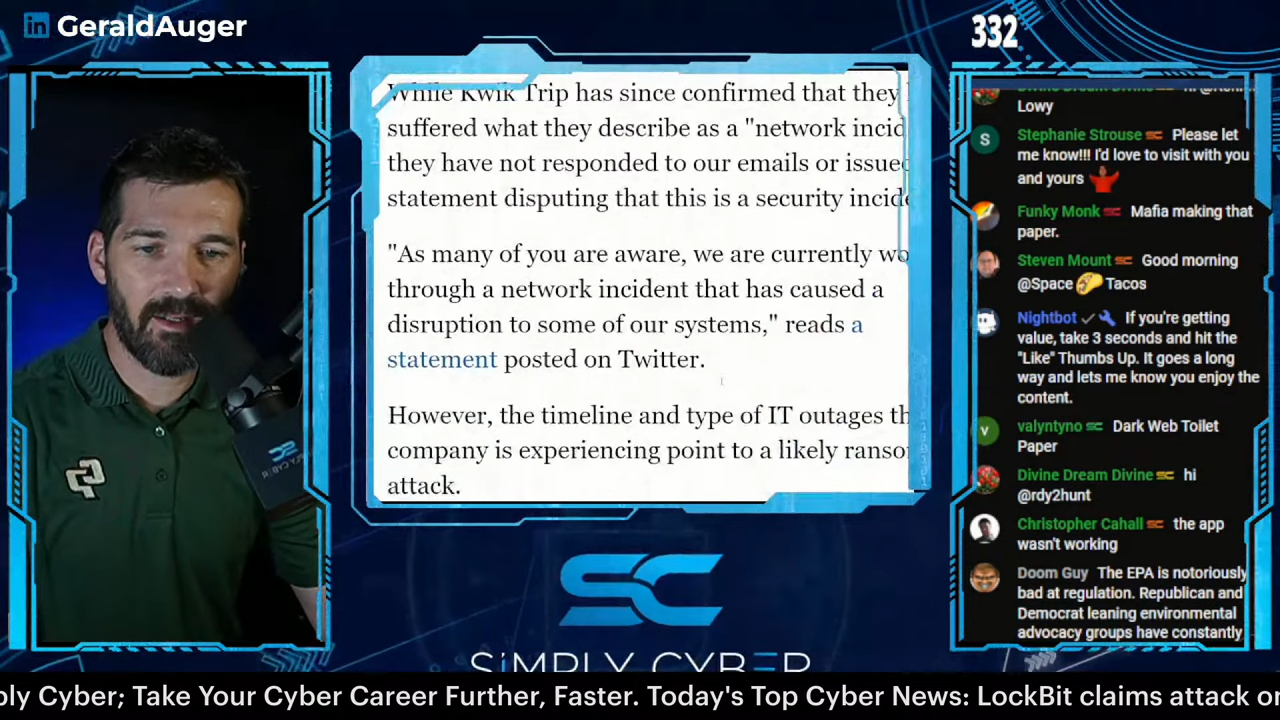 in GeraldAuger
332
While Kwik Trip has since confirmed that they
suffered what they describe as a "network incid
they have not responded to our emails or issued
statement disputing that this is a security incide
"As many of you are aware, we are currently wo
through a network incident that has caused a
disruption to some of our systems," reads a
statement posted on Twitter.
However, the timeline and type of IT outages th
company is experiencing point to a likely ranso
attack.
SC
SIMPLY CYBER
Lowy
S Stephanie Strouse Please let
me know!!! I'd love to visit with you
and yours
Funky Monk Mafia making that
paper.
Steven Mount Good morning
@Space Tacos
Nightbot If you're getting
value, take 3 seconds and hit the
"Like" Thumbs Up. It goes a long
way and lets me know you enjoy the
content.
v valyntyno Dark Web Toilet
Paper
Divine Dream Divine hi
@rdy2hunt
Christopher Cahall the app
wasn't working
Doom Guy The EPA is notoriously
bad at regulation. Republican and
Democrat leaning environmental
advocacy groups have constantly
ply Cyber; Take Your Cyber Career Further, Faster. Today's Top Cyber News: LockBit claims attack on